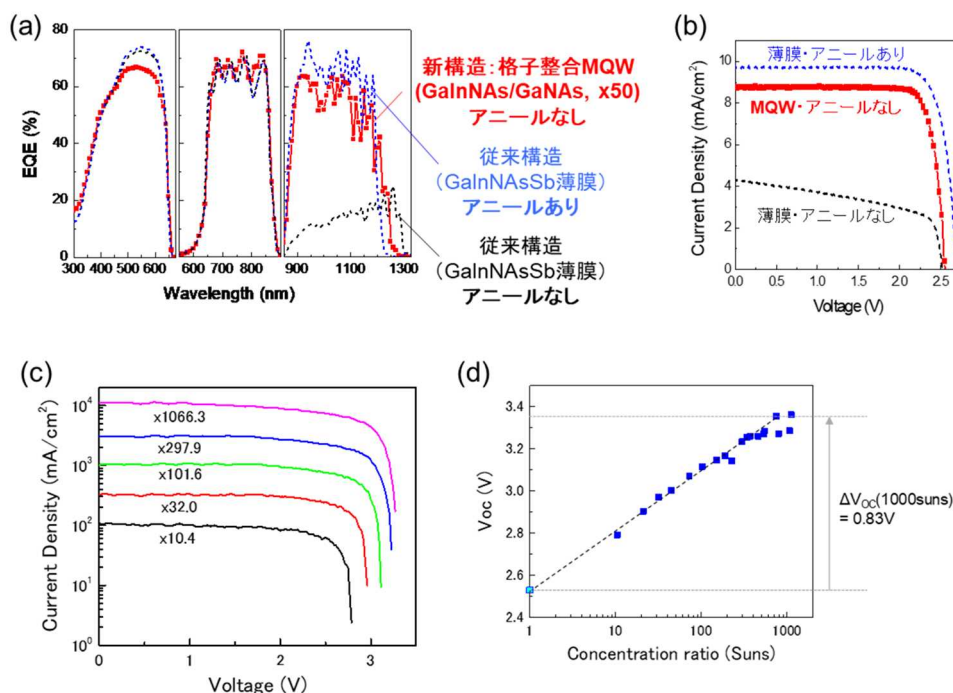 (a)
80
60
40
20
0
EQE (%)
300 400 500 600
600 700 800
900 1100 1300
Wavelength (nm)
新構造:格子整合MQW
(GaInNAs/GaNAs, x50)
アニールなし
従来構造
(GaInNAsSb薄膜)
アニールあり
従来構造
(GaInNAsSb薄膜)
アニールなし
(b)
10
8
6
4
2
0
Current Density (mA/cm²)
薄膜・アニールあり
MQW・アニールなし
薄膜・アニールなし
0.0 0.5 1.0 1.5 2.0 2.5
Voltage (V)
(c)
10⁴
10³
10²
10¹
10⁰
Current Density (mA/cm²)
x1066.3
x297.9
x101.6
x32.0
x10.4
0 1 2 3
Voltage (V)
(d)
3.4
3.2
3.0
2.8
2.6
2.4
Voc (V)
1 10 100 1000
Concentration ratio (Suns)
ΔVOC(1000suns)
= 0.83V